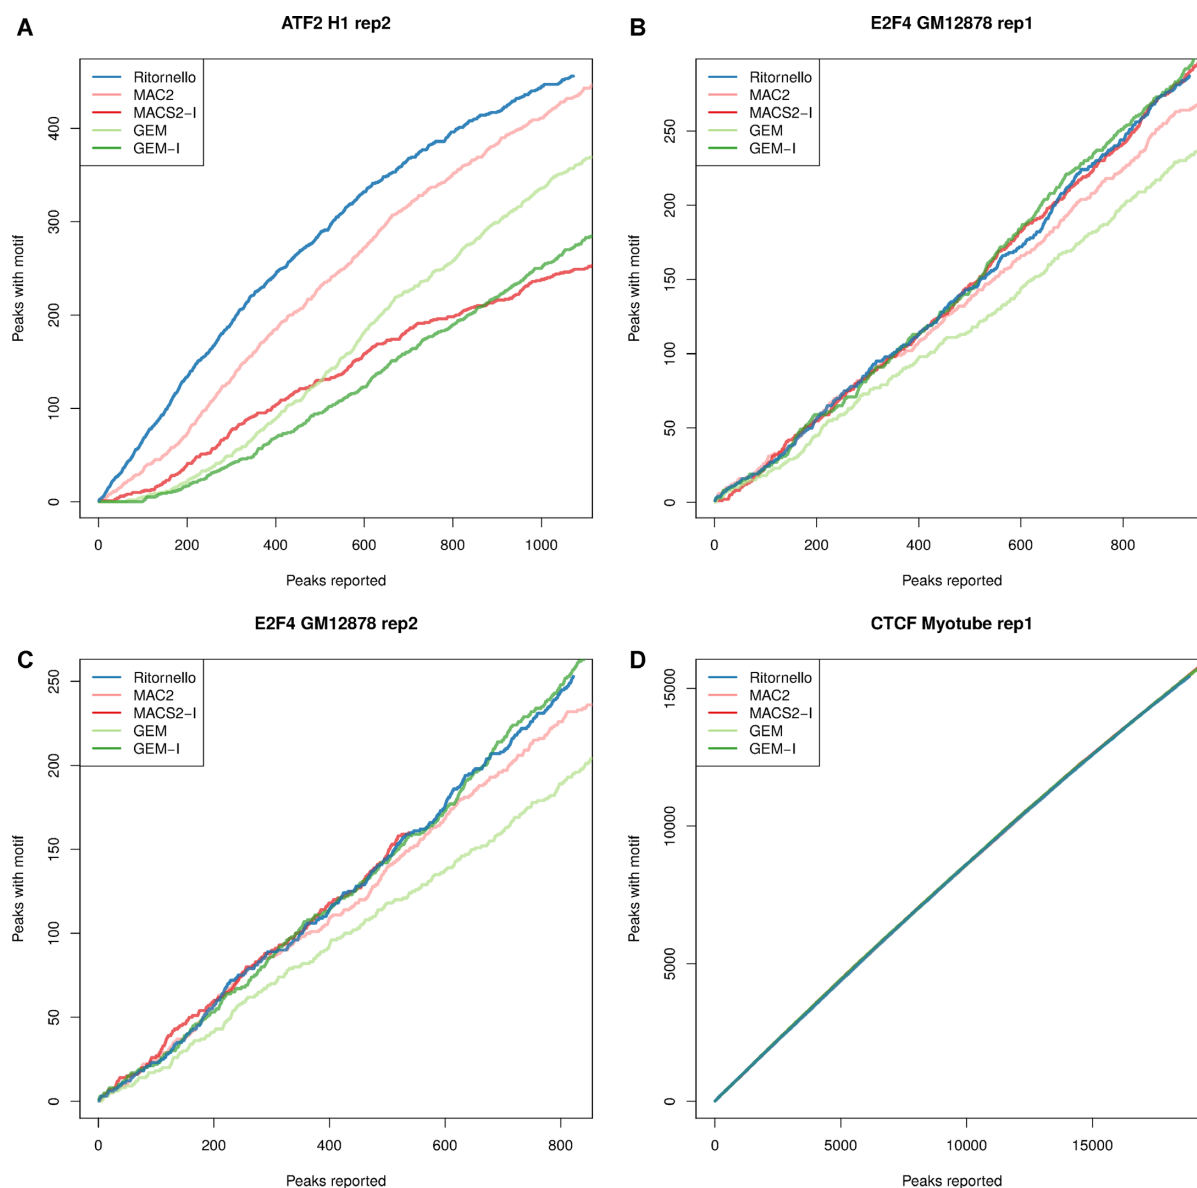 A
ATF2 H1 rep2
Ritornello
MAC2
MACS2-I
GEM
GEM-I
Peaks with motif
0
100
200
300
400
0
200
400
600
800
1000
Peaks reported
B
E2F4 GM12878 rep1
Ritornello
MAC2
MACS2-I
GEM
GEM-I
Peaks with motif
0
50
100
150
200
250
0
200
400
600
800
Peaks reported
C
E2F4 GM12878 rep2
Ritornello
MAC2
MACS2-I
GEM
GEM-I
Peaks with motif
0
50
100
150
200
250
0
200
400
600
800
Peaks reported
D
CTCF Myotube rep1
Ritornello
MAC2
MACS2-I
GEM
GEM-I
Peaks with motif
0
5000
10000
15000
0
5000
10000
15000
Peaks reported